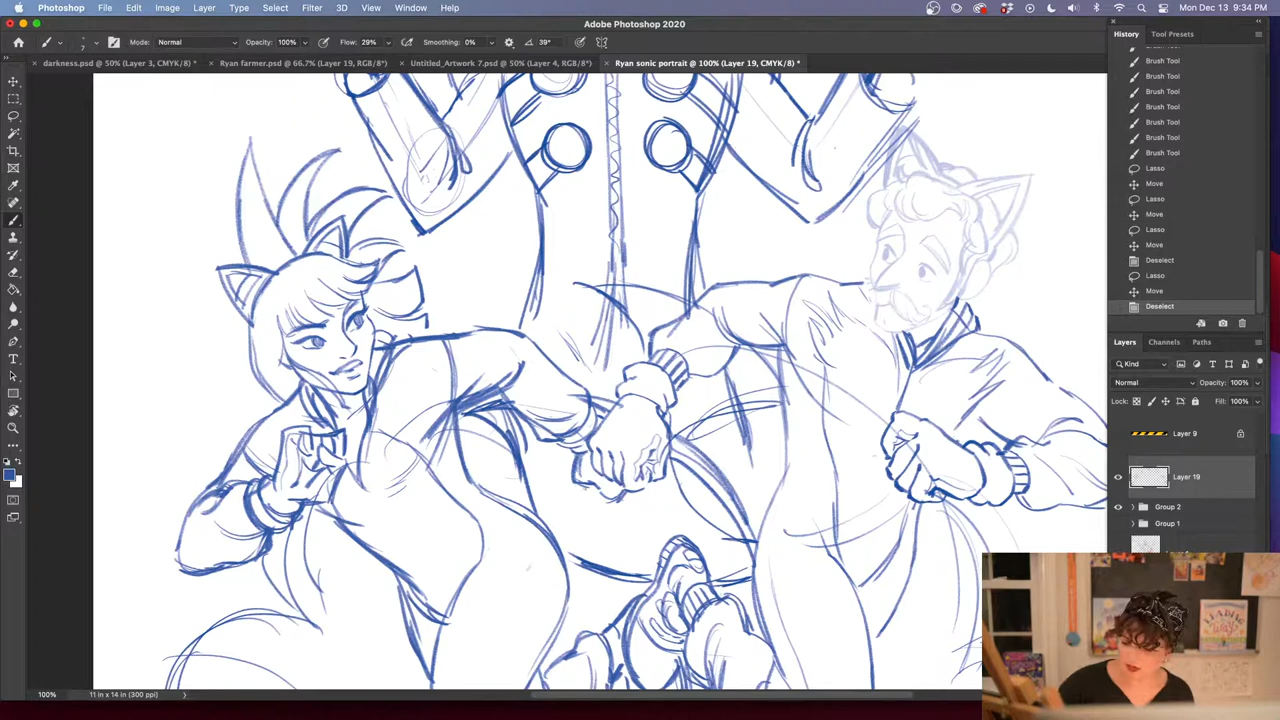 Photoshop File Edit Image Layer Type Select Filter 3D View Window Help
Mon Dec 13 9:34 PM
Adobe Photoshop 2020
Mode: Normal Opacity: 100% Flow: 29% Smoothing: 0% 39°
darkness.psd @ 50% (Layer 3, CMYK/8) *
Ryan farmer.psd @ 66.7% (Layer 19, RGB/8*)
Untitled_Artwork 7.psd @ 50% (Layer 4, RGB/8*)
Ryan sonic portrait @ 100% (Layer 19, CMYK/8) *
History Tool Presets
Brush Tool
Brush Tool
Brush Tool
Brush Tool
Brush Tool
Brush Tool
Brush Tool
Brush Tool
Lasso
Move
Lasso
Move
Lasso
Move
Deselect
Lasso
Move
Deselect
Layers Channels Paths
Kind
Normal Opacity: 100%
Lock: Fill: 100%
Layer 9
Layer 19
Group 2
Group 1
LEADING
WAY
100% 11 in x 14 in (300 ppi)